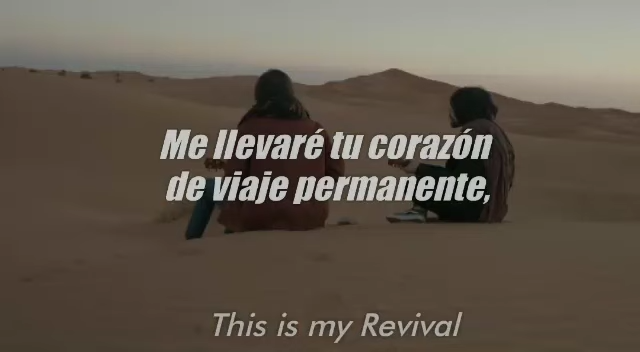 Me llevaré tu corazón
de viaje permanente,
This is my Revival